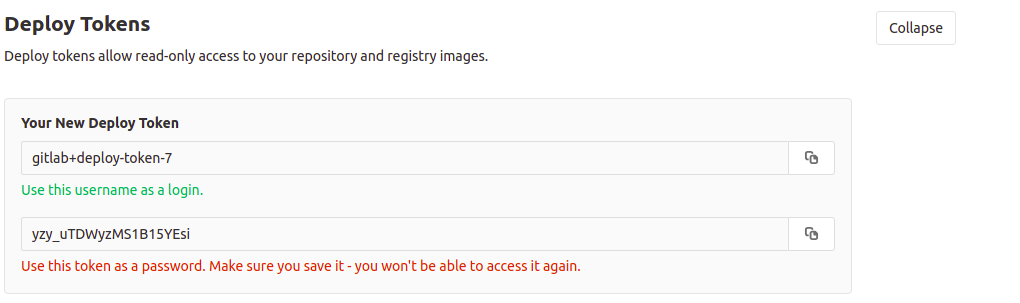 Deploy Tokens
Collapse
Deploy tokens allow read-only access to your repository and registry images.
Your New Deploy Token
gitlab+deploy-token-7
Use this username as a login.
yzy_uTDWyzMS1B15YEsi
Use this token as a password. Make sure you save it - you won't be able to access it again.